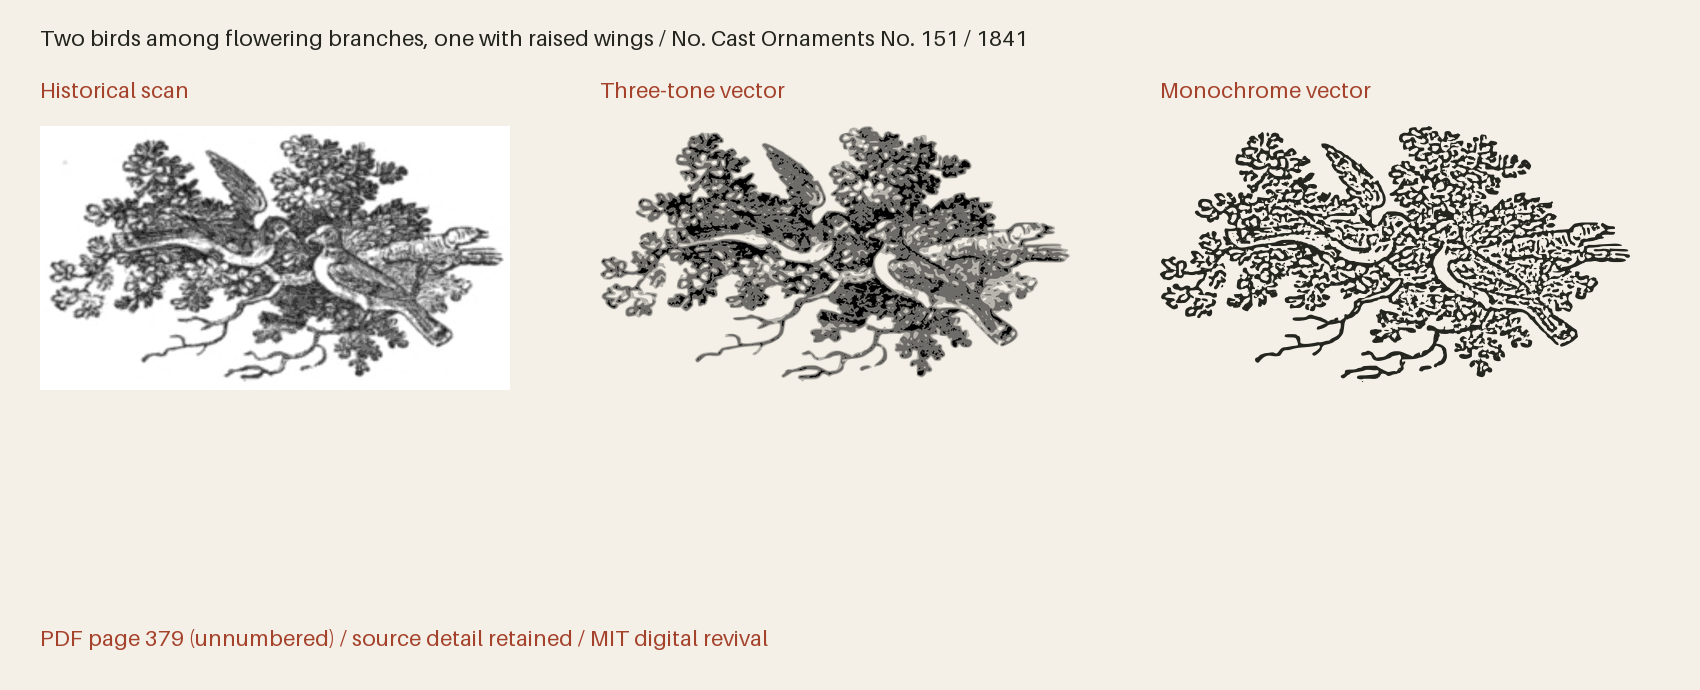 Two birds among flowering branches, one with raised wings / No. Cast Ornaments No. 151 / 1841
Historical scan
Three-tone vector
Monochrome vector
PDF page 379 (unnumbered) / source detail retained / MIT digital revival